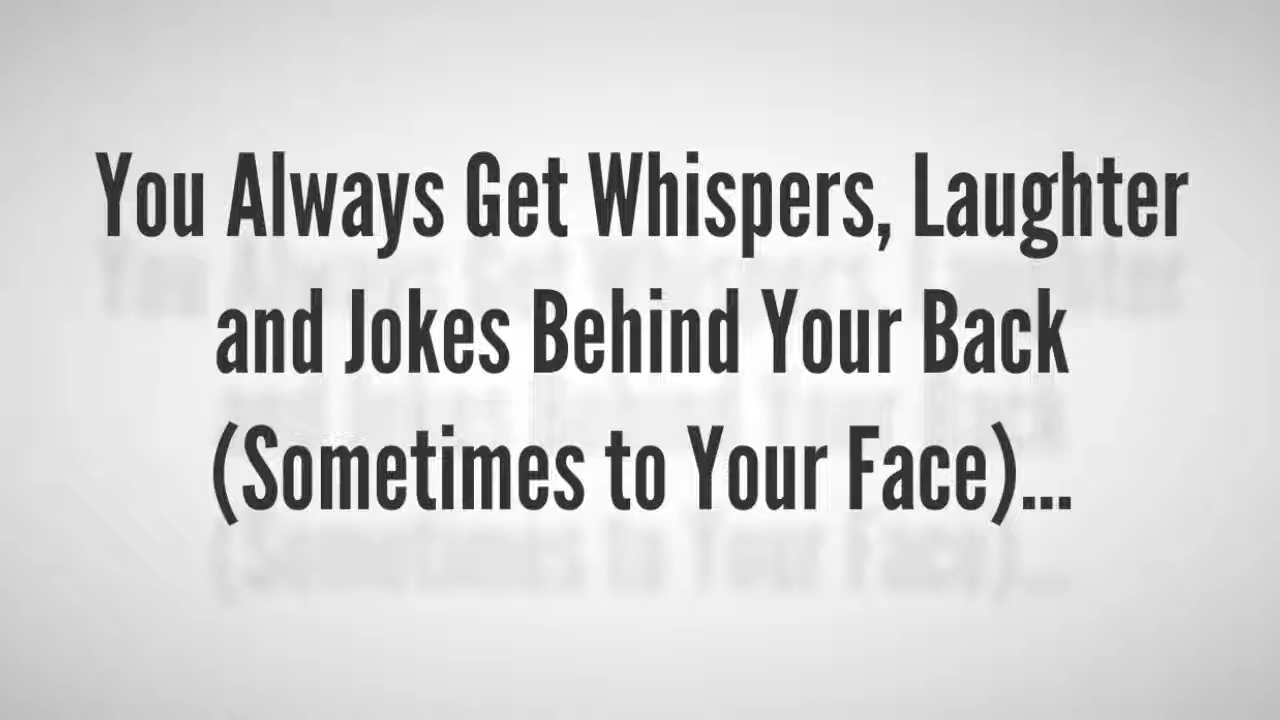 You Always Get Whispers, Laughter
and Jokes Behind Your Back
(Sometimes to Your Face)...